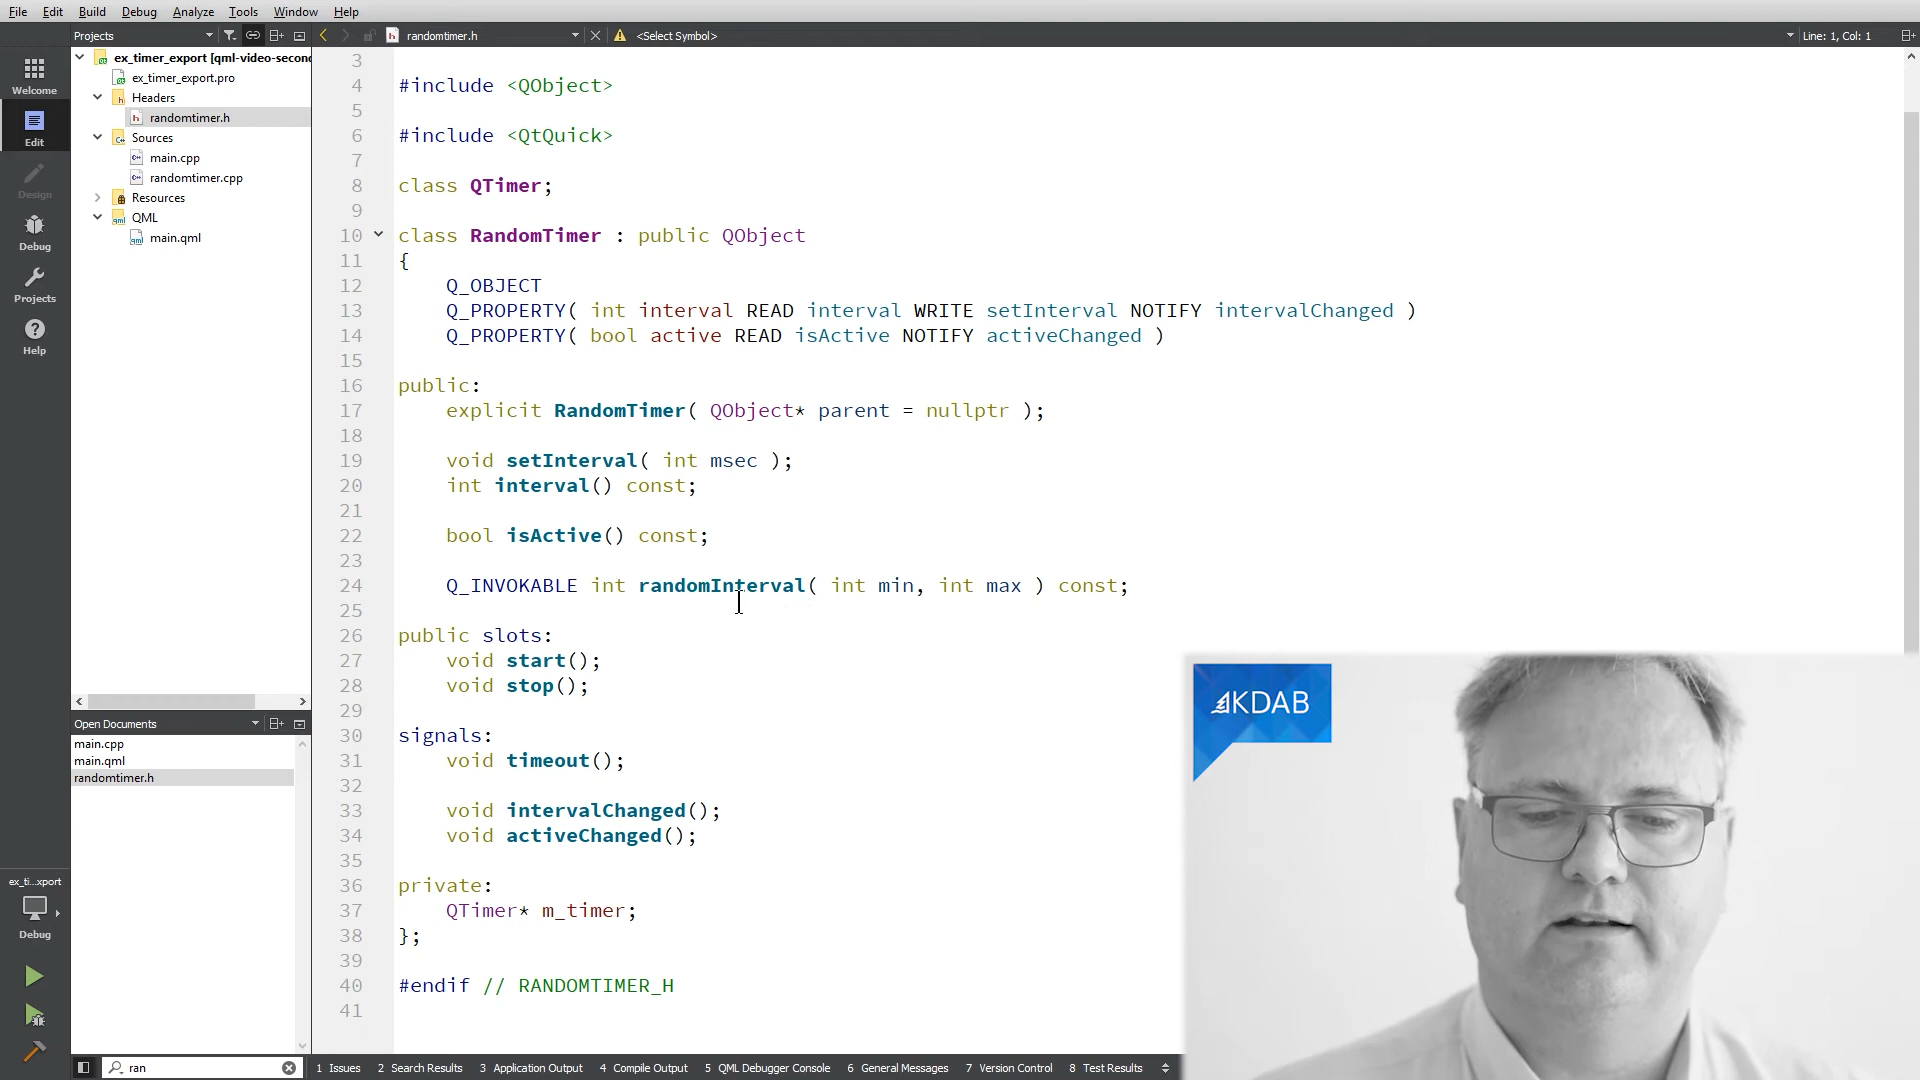 File Edit Build Debug Analyze Tools Window Help
Projects
randomtimer.h
<Select Symbol>
Line: 1, Col: 1
Welcome
Edit
Design
Debug
Projects
Help
ex_timer_export [qml-video-second
ex_timer_export.pro
Headers
randomtimer.h
Sources
main.cpp
randomtimer.cpp
Resources
QML
main.qml
Open Documents
main.cpp
main.qml
randomtimer.h
ex_ti...xport
Debug
3
4 #include <QObject>
5
6 #include <QtQuick>
7
8 class QTimer;
9
10 class RandomTimer : public QObject
11 {
12 Q_OBJECT
13 Q_PROPERTY( int interval READ interval WRITE setInterval NOTIFY intervalChanged )
14 Q_PROPERTY( bool active READ isActive NOTIFY activeChanged )
15
16 public:
17 explicit RandomTimer( QObject* parent = nullptr );
18
19 void setInterval( int msec );
20 int interval() const;
21
22 bool isActive() const;
23
24 Q_INVOKABLE int randomInterval( int min, int max ) const;
25
26 public slots:
27 void start();
28 void stop();
29
30 signals:
31 void timeout();
32
33 void intervalChanged();
34 void activeChanged();
35
36 private:
37 QTimer* m_timer;
38 };
39
40 #endif // RANDOMTIMER_H
41
KDAB
ran
1 Issues 2 Search Results 3 Application Output 4 Compile Output 5 QML Debugger Console 6 General Messages 7 Version Control 8 Test Results